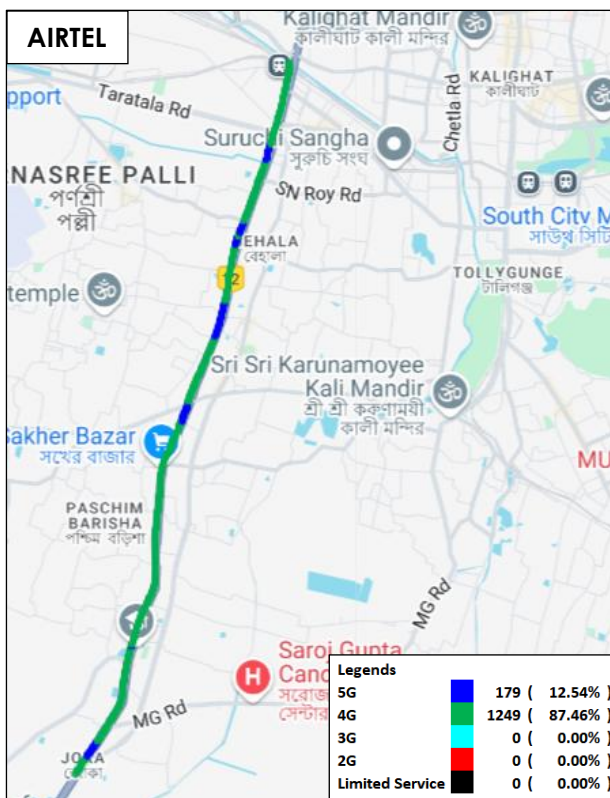 AIRTEL
Kalighat Mandir
কালীঘাট কালী মন্দির
pport
Taratala Rd
KALIGHAT
কালীঘাট
Chetla Rd
Suruchi Sangha
সুরুচি সংঘ
RNASREE PALLI
পর্ণশ্রী
পল্লী
SN Roy Rd
South City M
সাউথ সিটি
EHALA
বেহালা
12
TOLLYGUNGE
টালিগঞ্জ
temple
Sri Sri Karunamoyee
Kali Mandir
শ্রী শ্রী করুণাময়ী
কালী মন্দির
Sakher Bazar
সখের বাজার
MU
PASCHIM
BARISHA
পশ্চিম বড়িশা
MG Rd
Saroj Gupta
Canc
সরোজ
সেন্টার
H
MG Rd
JOKA
জোকা
Legends
5G 179 ( 12.54% )
4G 1249 ( 87.46% )
3G 0 ( 0.00% )
2G 0 ( 0.00% )
Limited Service 0 ( 0.00% )